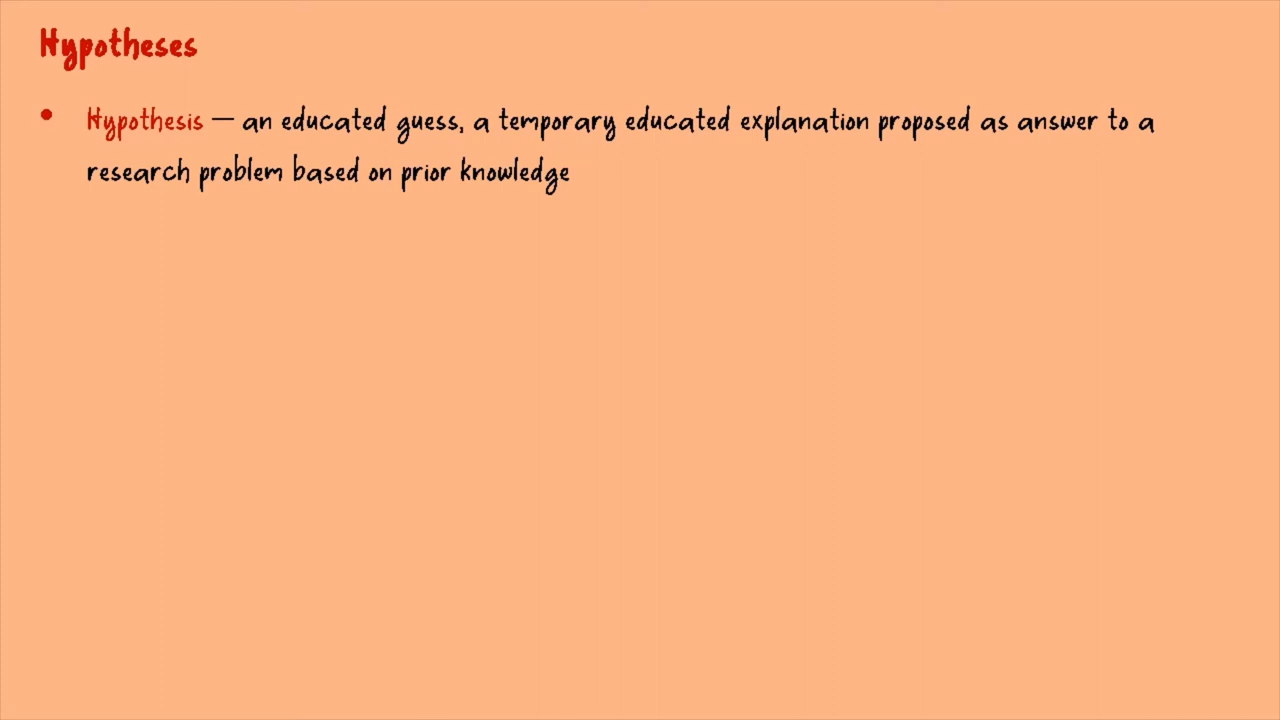 Hypotheses
• Hypothesis – an educated guess, a temporary educated explanation proposed as answer to a
research problem based on prior knowledge